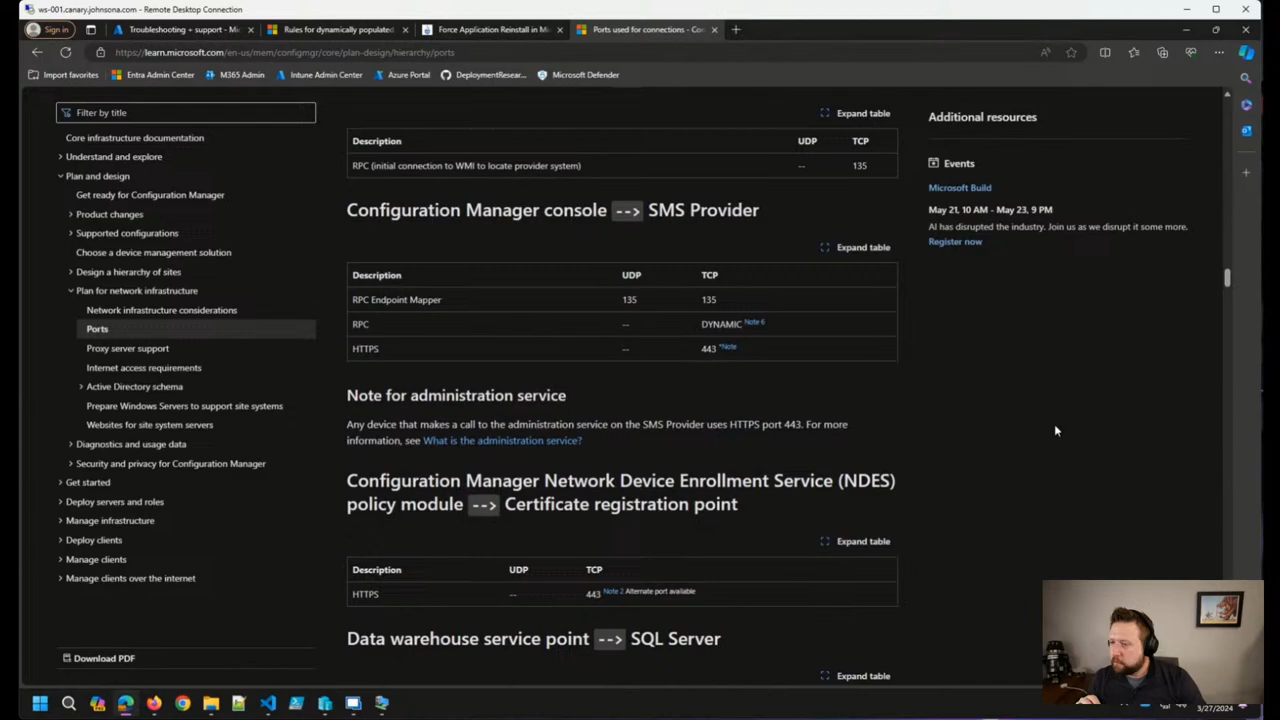 ws-001.canary.johnsona.com - Remote Desktop Connection
Sign in
Troubleshooting + support - Mi
Rules for dynamically populated
Force Application Reinstall in M
Ports used for connections - Co
https://learn.microsoft.com/en-us/mem/configmgr/core/plan-design/hierarchy/ports
Import favorites
Entra Admin Center
M365 Admin
Intune Admin Center
Azure Portal
DeploymentResear...
Microsoft Defender
Filter by title
Core infrastructure documentation
Understand and explore
Plan and design
Get ready for Configuration Manager
Product changes
Supported configurations
Choose a device management solution
Design a hierarchy of sites
Plan for network infrastructure
Network infrastructure considerations
Ports
Proxy server support
Internet access requirements
Active Directory schema
Prepare Windows Servers to support site systems
Websites for site system servers
Diagnostics and usage data
Security and privacy for Configuration Manager
Get started
Deploy servers and roles
Manage infrastructure
Deploy clients
Manage clients
Manage clients over the internet
Download PDF
Expand table
Description UDP TCP
RPC (initial connection to WMI to locate provider system) -- 135
Configuration Manager console --> SMS Provider
Expand table
Description UDP TCP
RPC Endpoint Mapper 135 135
RPC -- DYNAMIC Note 6
HTTPS -- 443 *Note
Note for administration service
Any device that makes a call to the administration service on the SMS Provider uses HTTPS port 443. For more
information, see What is the administration service?
Configuration Manager Network Device Enrollment Service (NDES)
policy module --> Certificate registration point
Expand table
Description UDP TCP
HTTPS -- 443 Note 2 Alternate port available
Data warehouse service point --> SQL Server
Expand table
Additional resources
Events
Microsoft Build
May 21, 10 AM - May 23, 9 PM
AI has disrupted the industry. Join us as we disrupt it some more.
Register now
3/27/2024